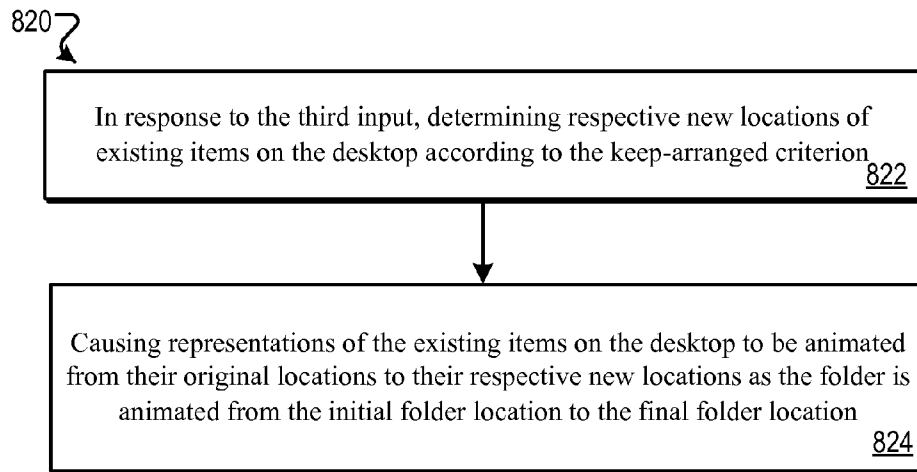 820
In response to the third input, determining respective new locations of
existing items on the desktop according to the keep-arranged criterion
822
Causing representations of the existing items on the desktop to be animated
from their original locations to their respective new locations as the folder is
animated from the initial folder location to the final folder location
824